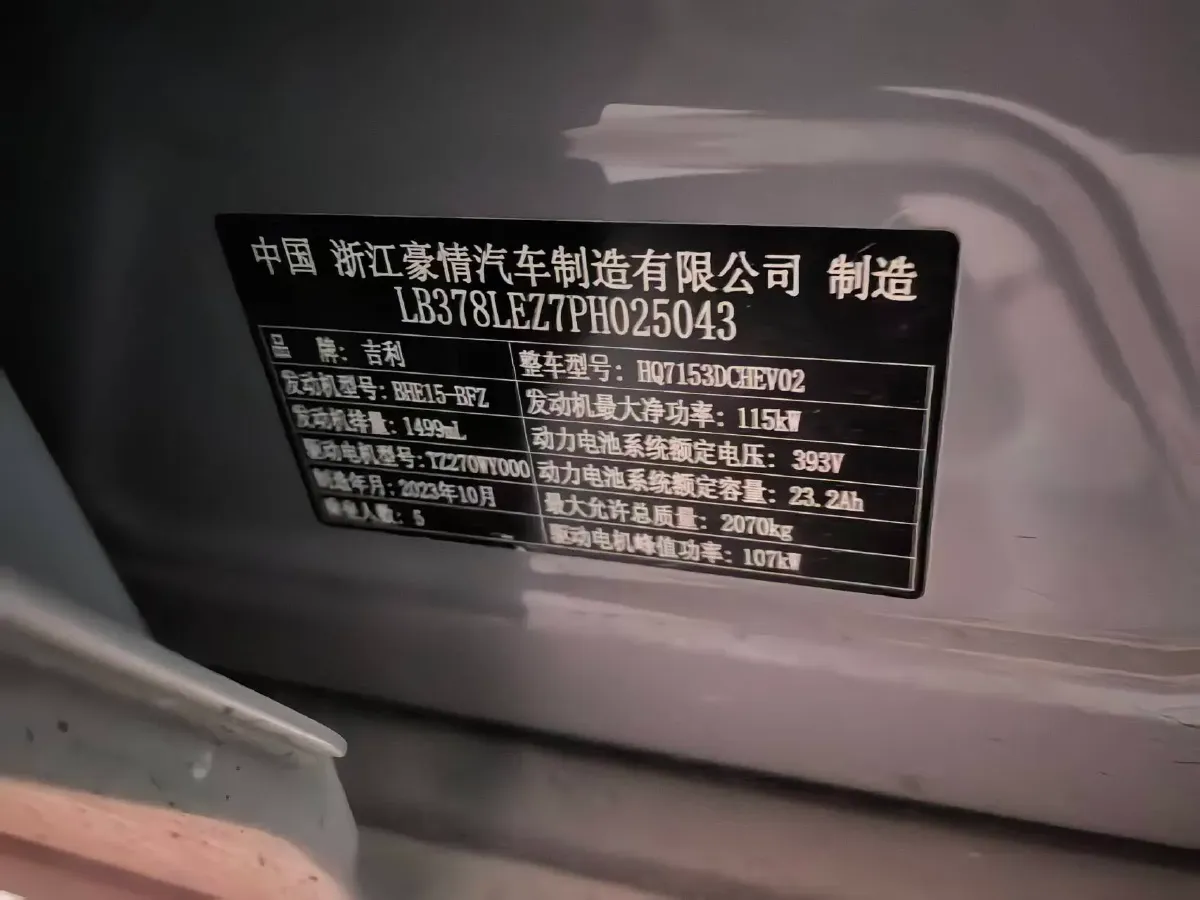 中国 浙江豪情汽车制造有限公司 制造
LB378LEZ7PH025043
品 牌：吉利 整车型号：HQ7153DCHEV02
发动机型号：BHE15-BFZ 发动机最大净功率：115kW
发动机排量：1499mL 动力电池系统额定电压：393V
驱动电机型号：TZ270WY000 动力电池系统额定容量：23.2Ah
制造年月：2023年10月 最大允许总质量：2070kg
乘坐人数：5 驱动电机峰值功率：107kW